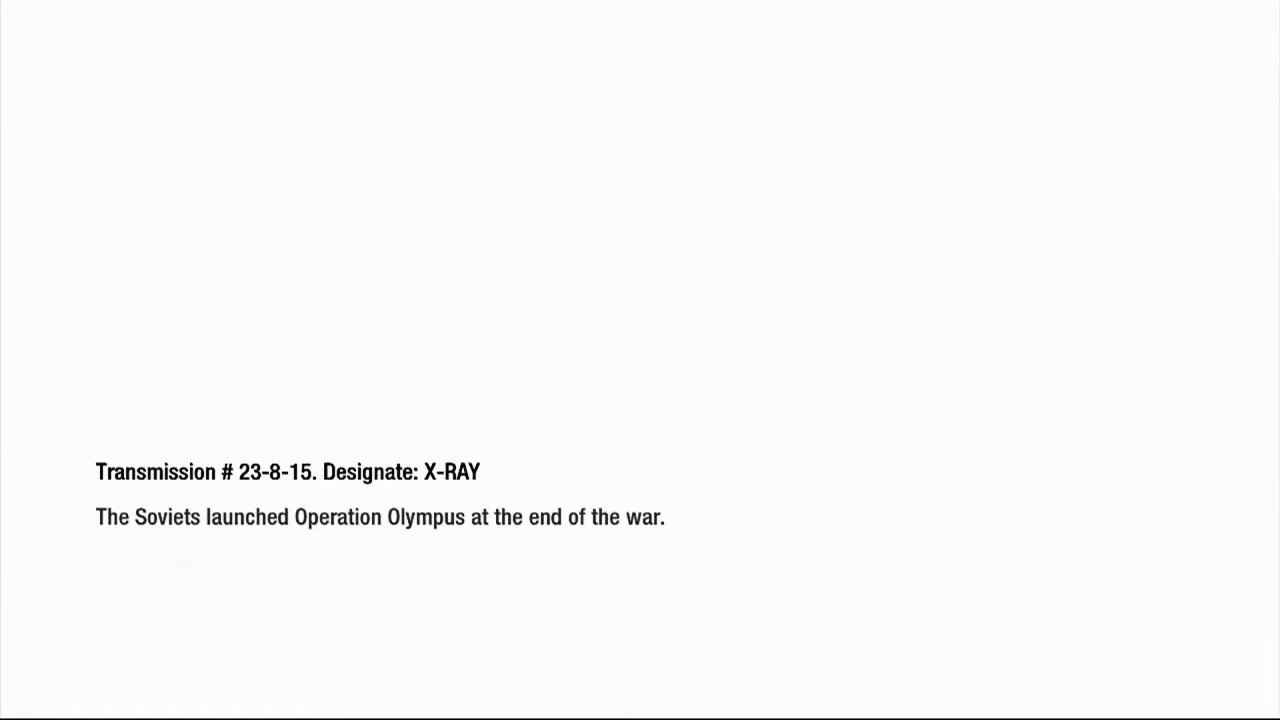 Transmission # 23-8-15. Designate: X-RAY
The Soviets launched Operation Olympus at the end of the war.